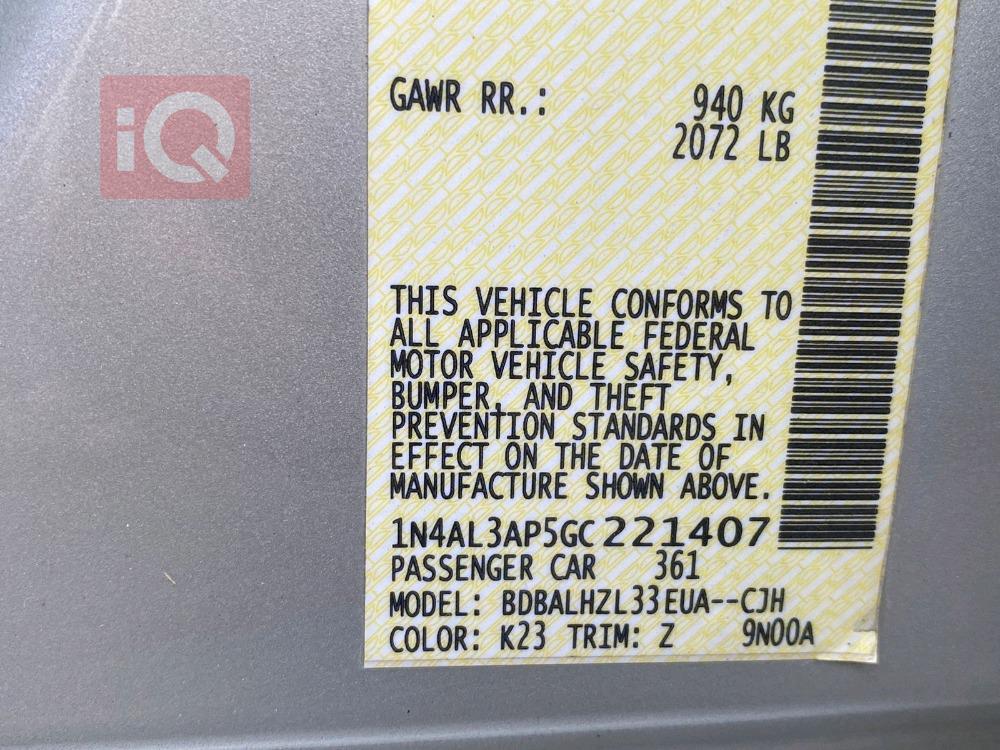 iQ
GAWR RR.: 940 KG
2072 LB
THIS VEHICLE CONFORMS TO
ALL APPLICABLE FEDERAL
MOTOR VEHICLE SAFETY,
BUMPER, AND THEFT
PREVENTION STANDARDS IN
EFFECT ON THE DATE OF
MANUFACTURE SHOWN ABOVE.
1N4AL3AP5GC221407
PASSENGER CAR 361
MODEL: BDBALHZL33EUA--CJH
COLOR: K23 TRIM: Z 9N00A